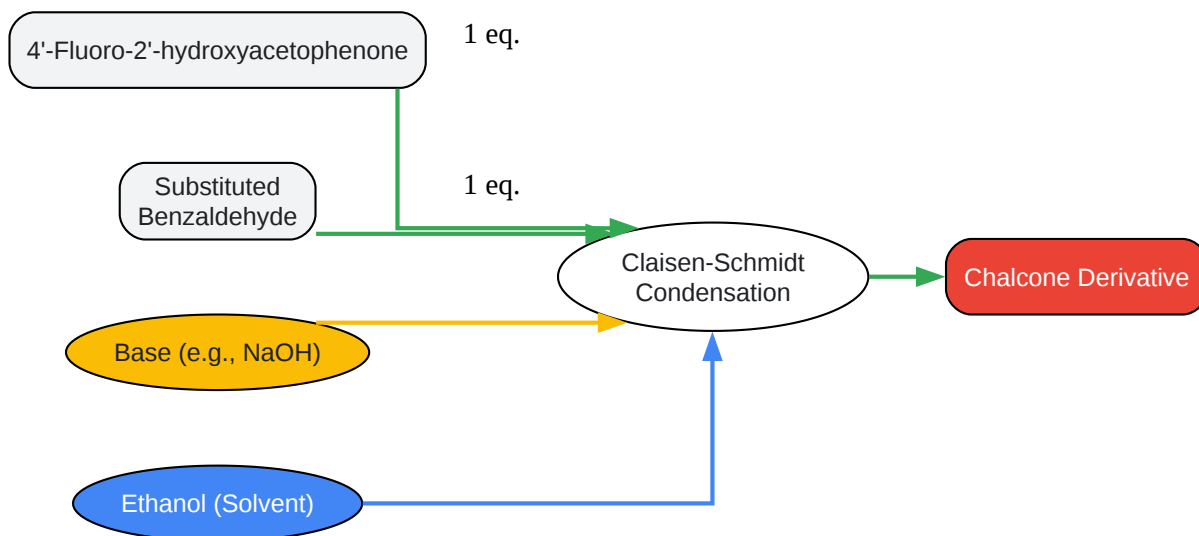 4'-Fluoro-2'-hydroxyacetophenone
1 eq.
Substituted
Benzaldehyde
1 eq.
Claisen-Schmidt
Condensation
Chalcone Derivative
Base (e.g., NaOH)
Ethanol (Solvent)